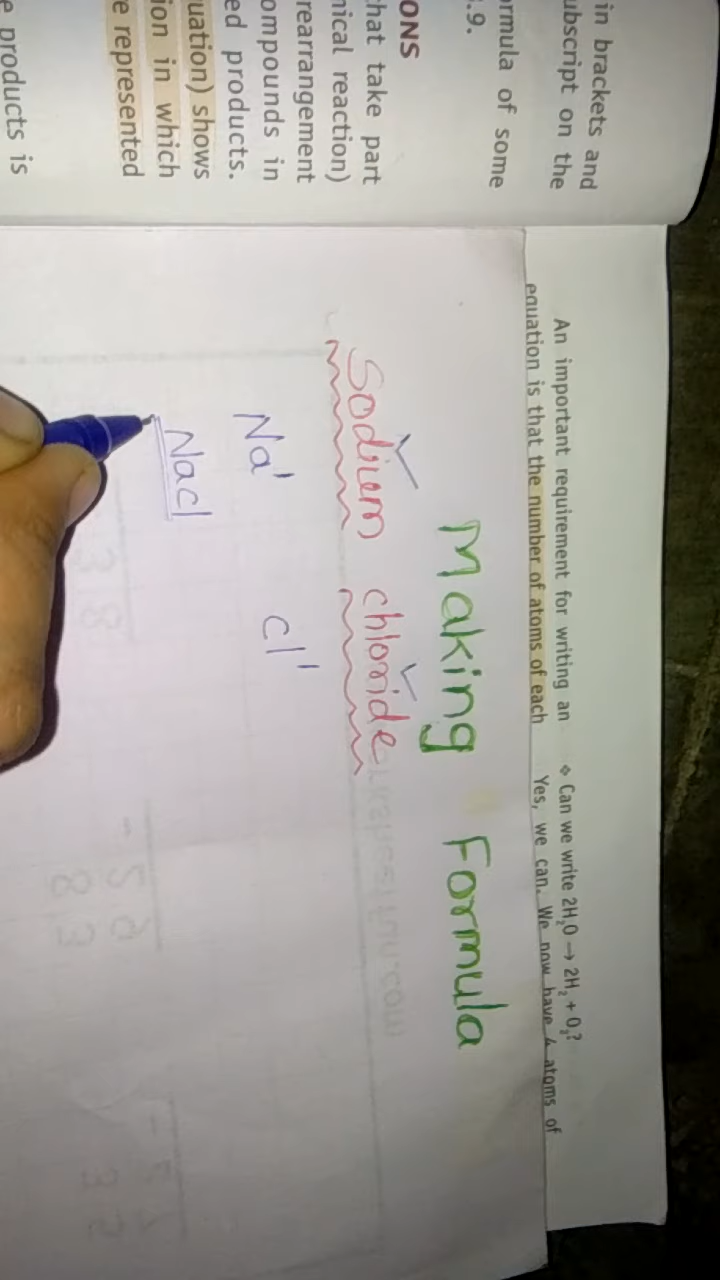 in brackets and
ubscript on the
rmula of some
.9.
ONS
hat take part
ical reaction)
rearrangement
ompounds in
ed products.
uation) shows
ion in which
e represented
e products is
An important requirement for writing an
equation is that the number of atoms of each
❖ Can we write 2H₂O → 2H₂ + O₂?
Yes, we can. We now have 4 atoms of
Making Formula
Sodium chloride
Na¹ cl¹
Nacl